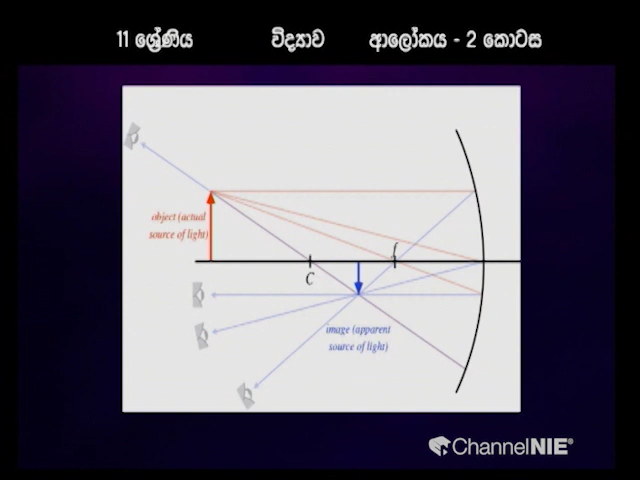 11 ශ්‍රේණිය විද්‍යාව ආලෝකය - 2 කොටස
object (actual
source of light)
f
C
image (apparent
source of light)
ChannelNIE®